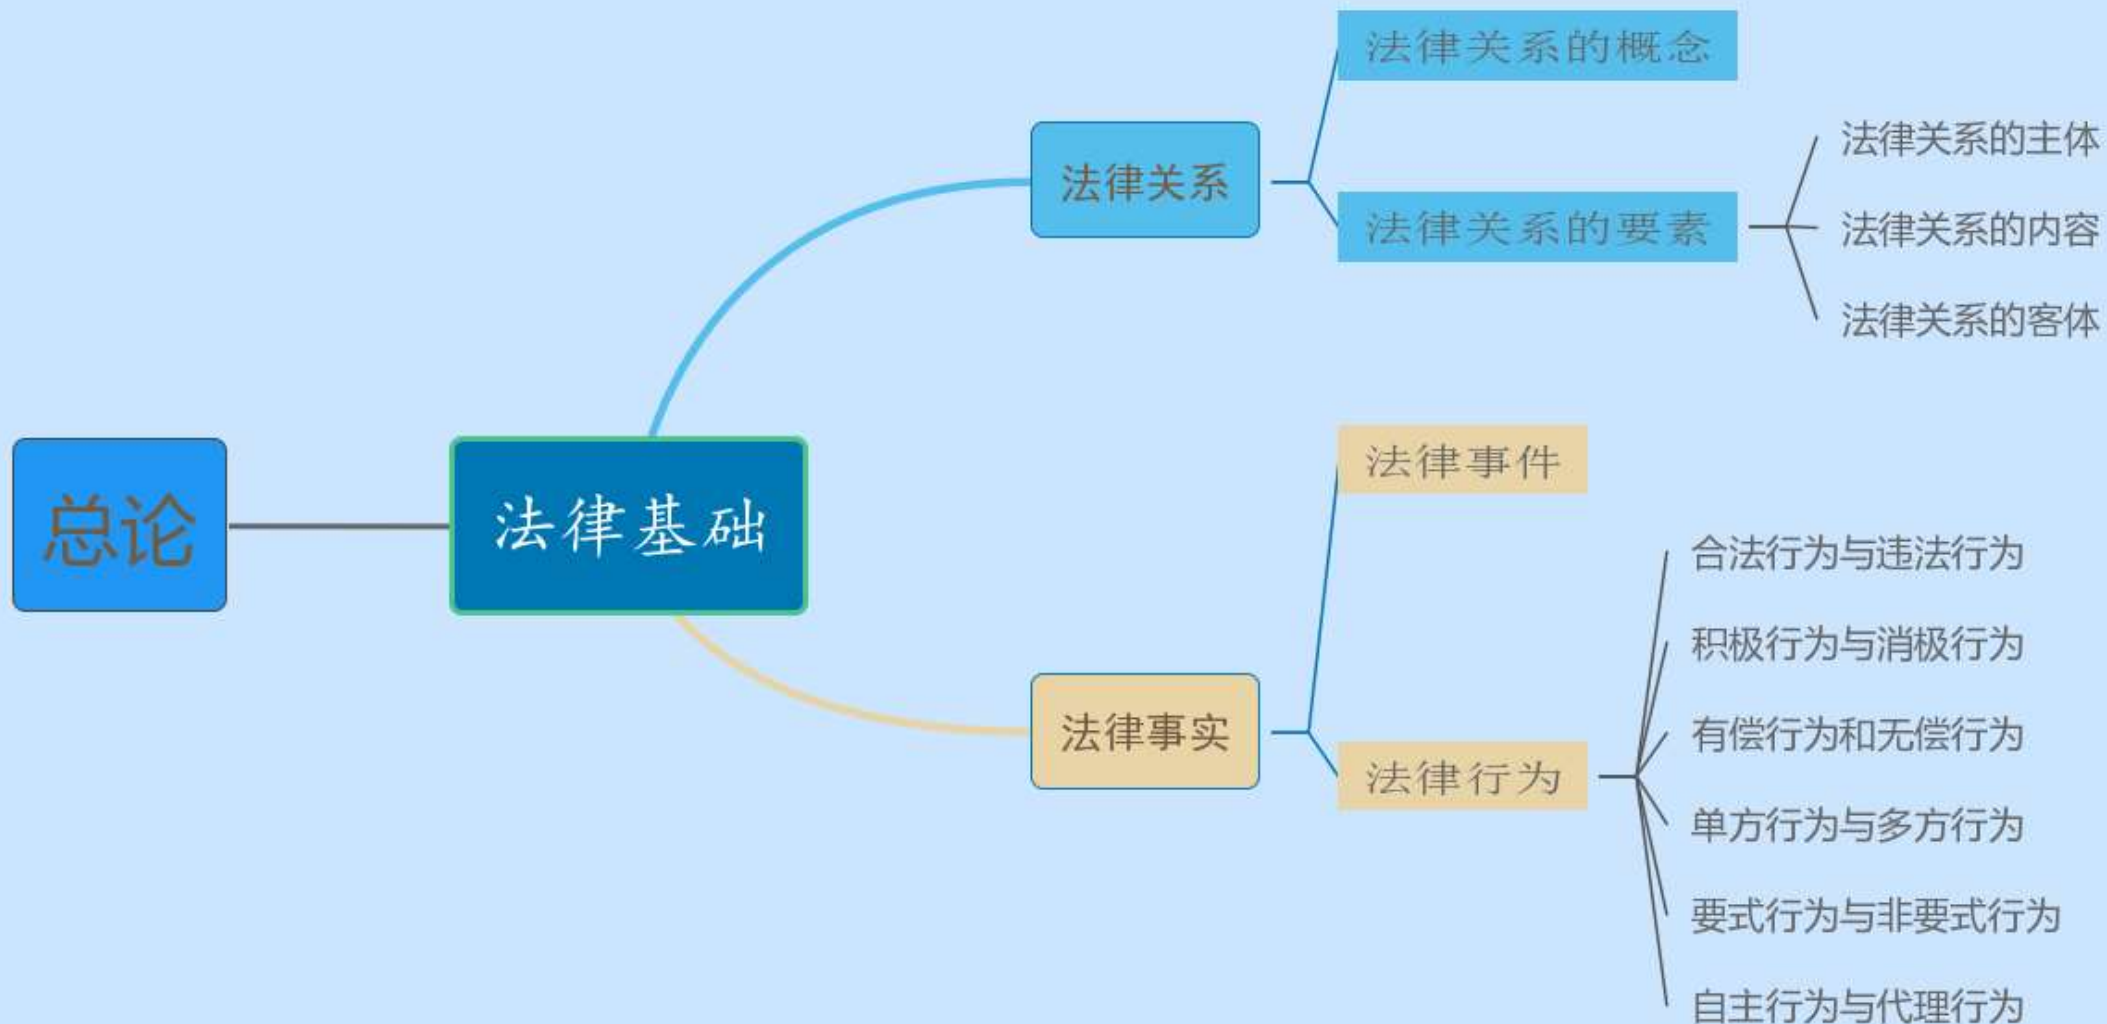 总论
法律基础
法律关系
法律关系的概念
法律关系的要素
法律关系的主体
法律关系的内容
法律关系的客体
法律事实
法律事件
法律行为
合法行为与违法行为
积极行为与消极行为
有偿行为和无偿行为
单方行为与多方行为
要式行为与非要式行为
自主行为与代理行为